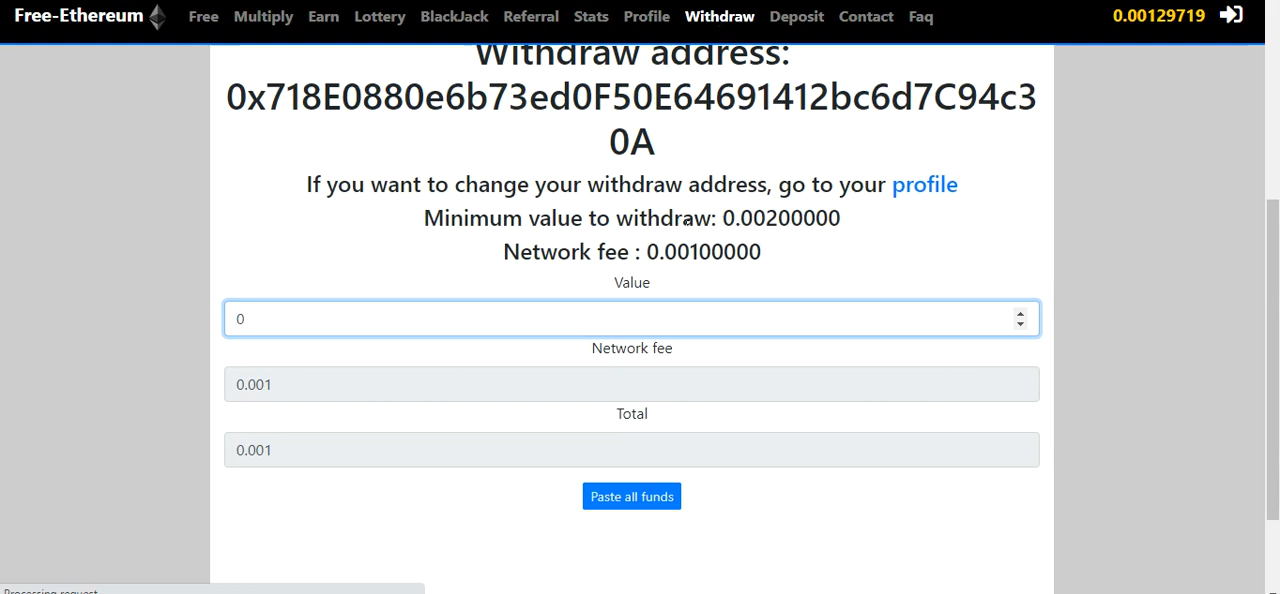 Free-Ethereum Free Multiply Earn Lottery BlackJack Referral Stats Profile Withdraw Deposit Contact Faq 0.00129719
Withdraw address:
0x718E0880e6b73ed0F50E64691412bc6d7C94c3
0A
If you want to change your withdraw address, go to your profile
Minimum value to withdraw: 0.00200000
Network fee : 0.00100000
Value
0
Network fee
0.001
Total
0.001
Paste all funds
Processing request